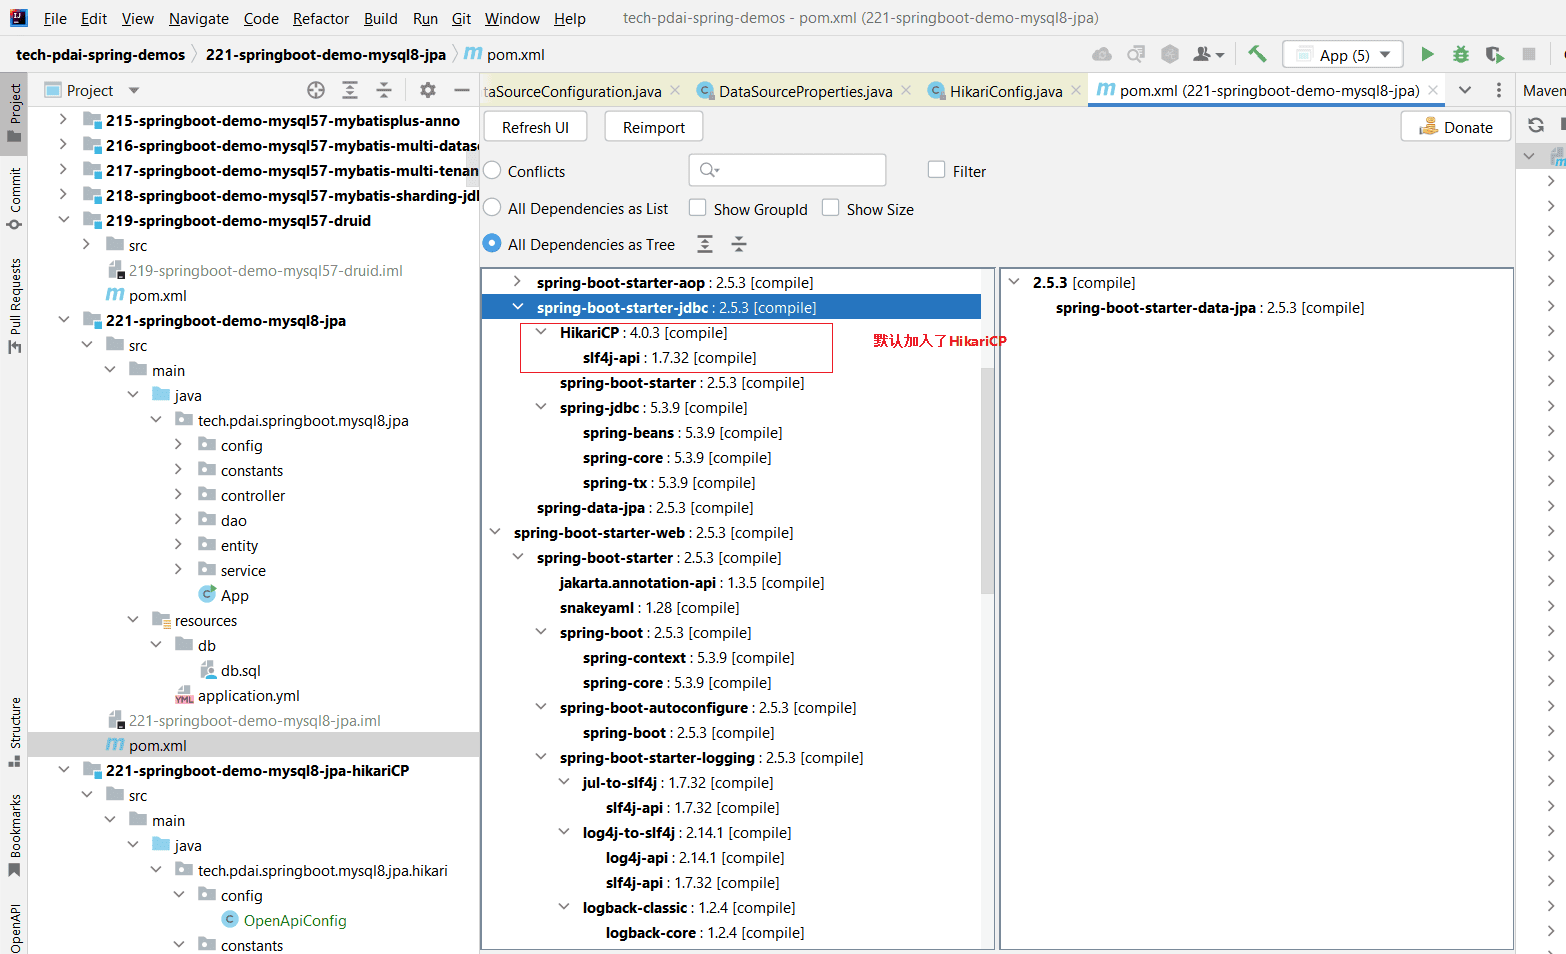 File Edit View Navigate Code Refactor Build Run Git Window Help tech-pdai-spring-demos - pom.xml (221-springboot-demo-mysql8-jpa)
tech-pdai-spring-demos 221-springboot-demo-mysql8-jpa pom.xml
App (5)
Project
Commit
Pull Requests
Structure
Bookmarks
OpenAPI
Project
215-springboot-demo-mysql57-mybatisplus-anno
216-springboot-demo-mysql57-mybatis-multi-datas
217-springboot-demo-mysql57-mybatis-multi-tenan
218-springboot-demo-mysql57-mybatis-sharding-jd
219-springboot-demo-mysql57-druid
src
219-springboot-demo-mysql57-druid.iml
pom.xml
221-springboot-demo-mysql8-jpa
src
main
java
tech.pdai.springboot.mysql8.jpa
config
constants
controller
dao
entity
service
App
resources
db
db.sql
application.yml
221-springboot-demo-mysql8-jpa.iml
pom.xml
221-springboot-demo-mysql8-jpa-hikariCP
src
main
java
tech.pdai.springboot.mysql8.jpa.hikari
config
OpenApiConfig
constants
taSourceConfiguration.java DataSourceProperties.java HikariConfig.java pom.xml (221-springboot-demo-mysql8-jpa) Maven
Refresh UI Reimport Donate
Conflicts Filter
All Dependencies as List Show GroupId Show Size
All Dependencies as Tree
spring-boot-starter-aop : 2.5.3 [compile]
spring-boot-starter-jdbc : 2.5.3 [compile]
HikariCP : 4.0.3 [compile]
默认加入了HikariCP
slf4j-api : 1.7.32 [compile]
spring-boot-starter : 2.5.3 [compile]
spring-jdbc : 5.3.9 [compile]
spring-beans : 5.3.9 [compile]
spring-core : 5.3.9 [compile]
spring-tx : 5.3.9 [compile]
spring-data-jpa : 2.5.3 [compile]
spring-boot-starter-web : 2.5.3 [compile]
spring-boot-starter : 2.5.3 [compile]
jakarta.annotation-api : 1.3.5 [compile]
snakeyaml : 1.28 [compile]
spring-boot : 2.5.3 [compile]
spring-context : 5.3.9 [compile]
spring-core : 5.3.9 [compile]
spring-boot-autoconfigure : 2.5.3 [compile]
spring-boot : 2.5.3 [compile]
spring-boot-starter-logging : 2.5.3 [compile]
jul-to-slf4j : 1.7.32 [compile]
slf4j-api : 1.7.32 [compile]
log4j-to-slf4j : 2.14.1 [compile]
log4j-api : 2.14.1 [compile]
slf4j-api : 1.7.32 [compile]
logback-classic : 1.2.4 [compile]
logback-core : 1.2.4 [compile]
2.5.3 [compile]
spring-boot-starter-data-jpa : 2.5.3 [compile]